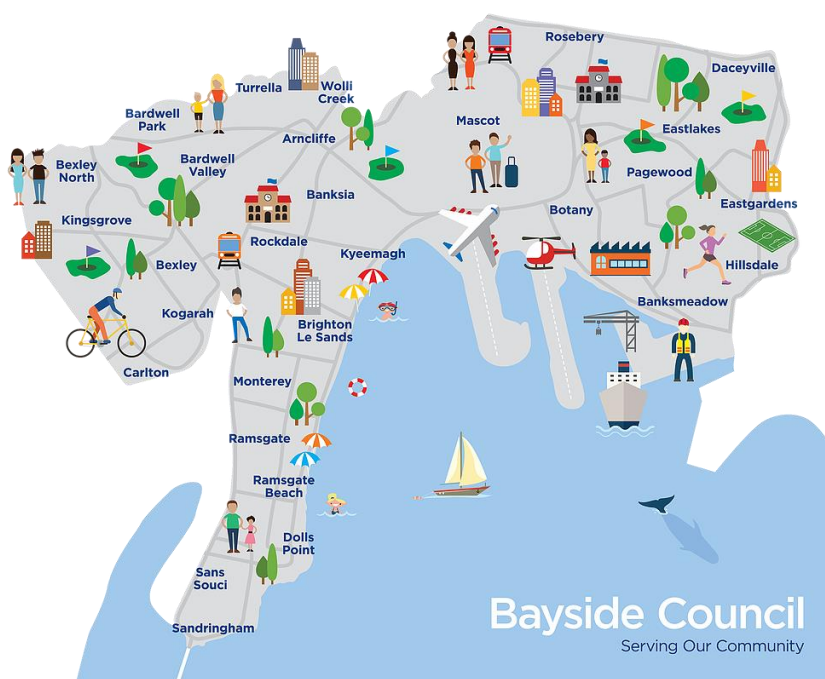 Rosebery
Daceyville
Turrella
Wolli
Creek
Bardwell
Park
Mascot
Eastlakes
Arncliffe
Bexley
North
Bardwell
Valley
Pagewood
Banksia
Eastgardens
Botany
Kingsgrove
Rockdale
Kyeemagh
Bexley
Hillsdale
Banksmeadow
Kogarah
Brighton
Le Sands
Carlton
Monterey
Ramsgate
Ramsgate
Beach
Dolls
Point
Sans
Souci
Sandringham
Bayside Council
Serving Our Community